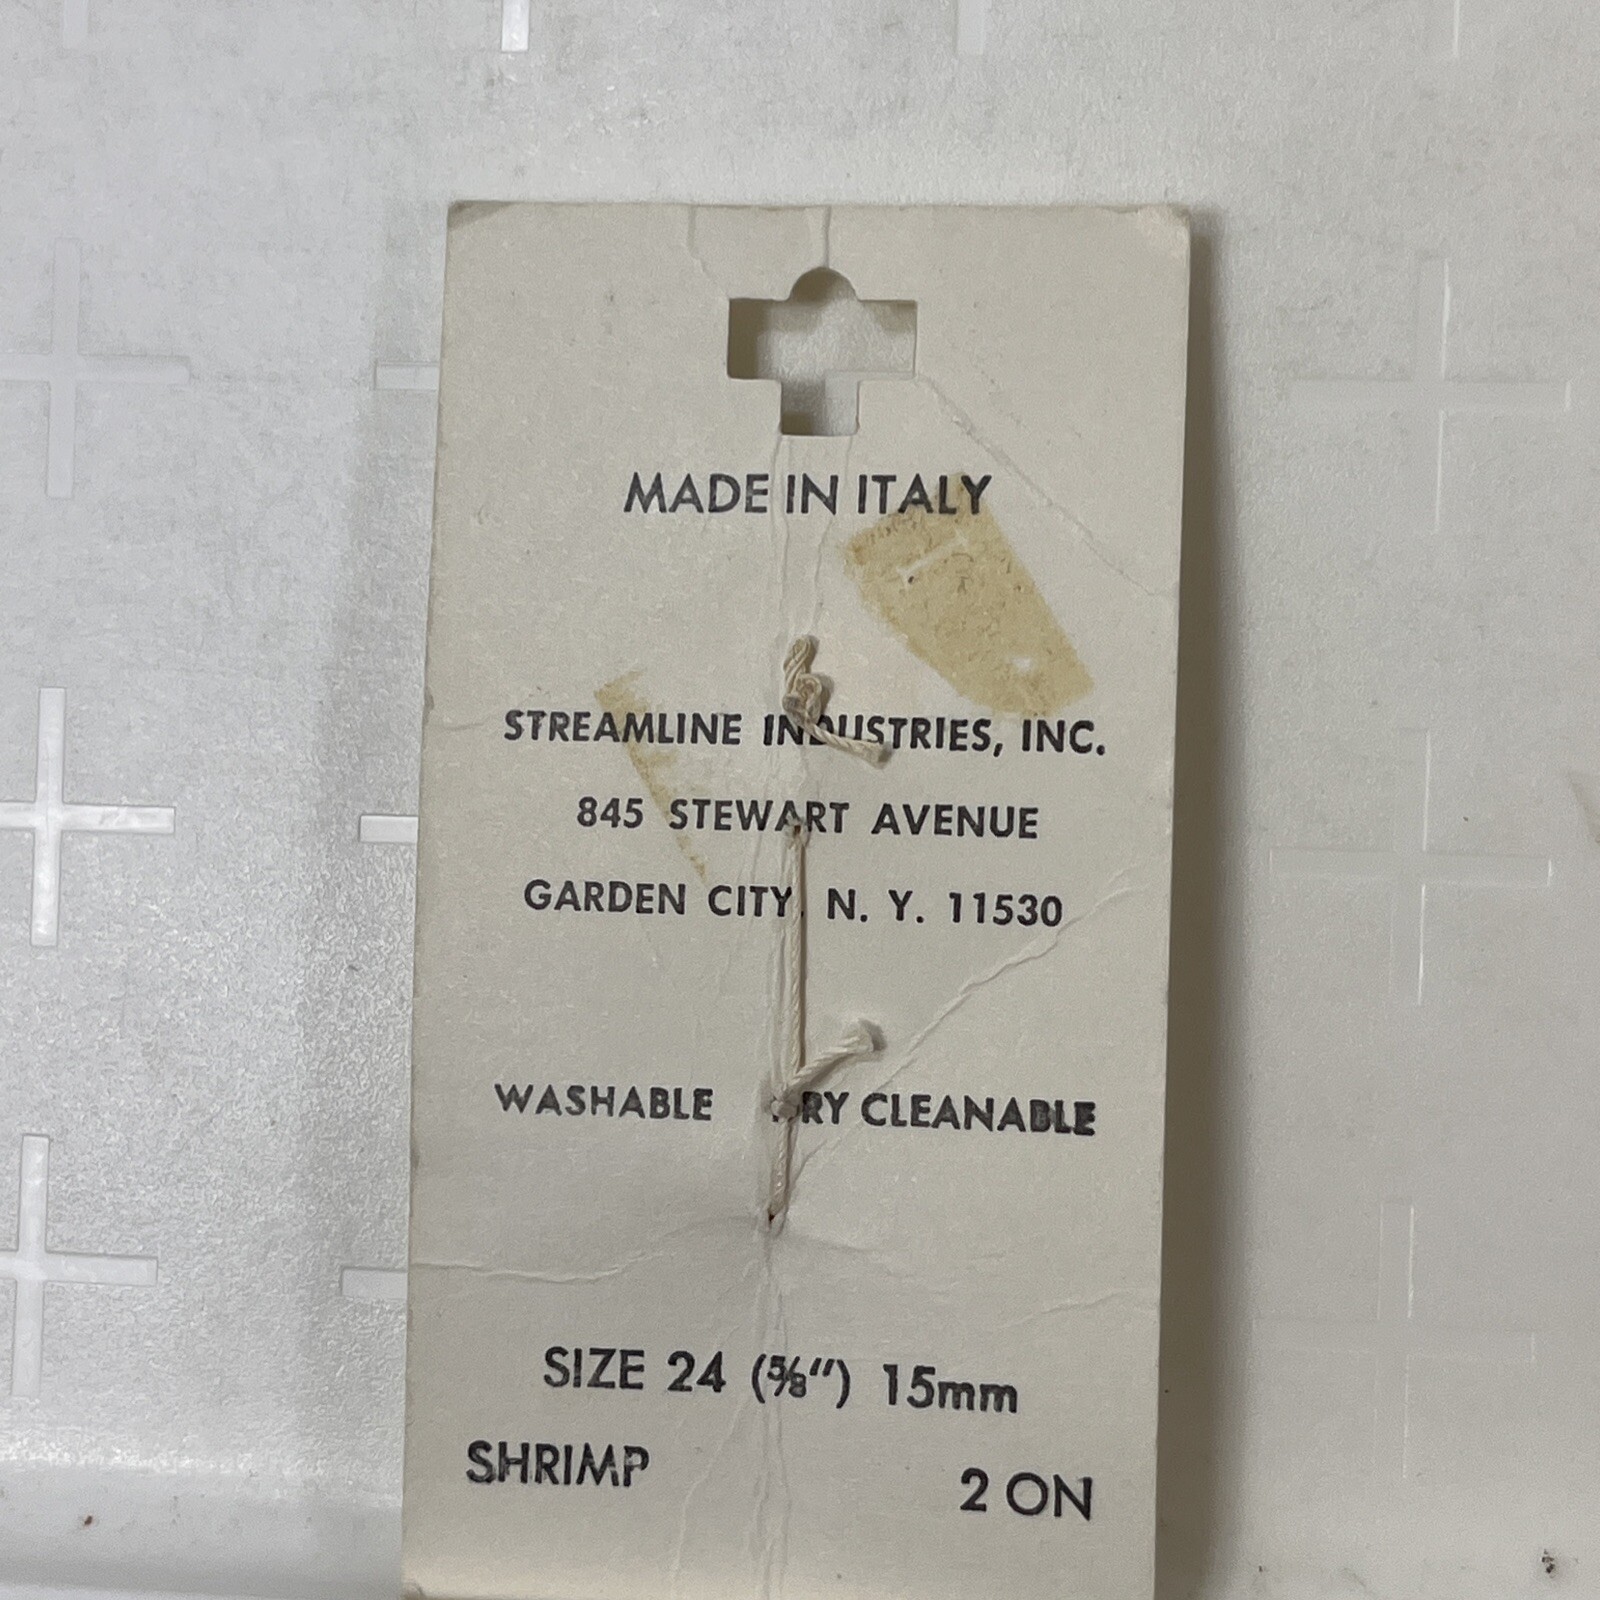 MADE IN ITALY
STREAMLINE INDUSTRIES, INC.
845 STEWART AVENUE
GARDEN CITY, N. Y. 11530
WASHABLE DRY CLEANABLE
SIZE 24 (⅝") 15mm
SHRIMP 2 ON